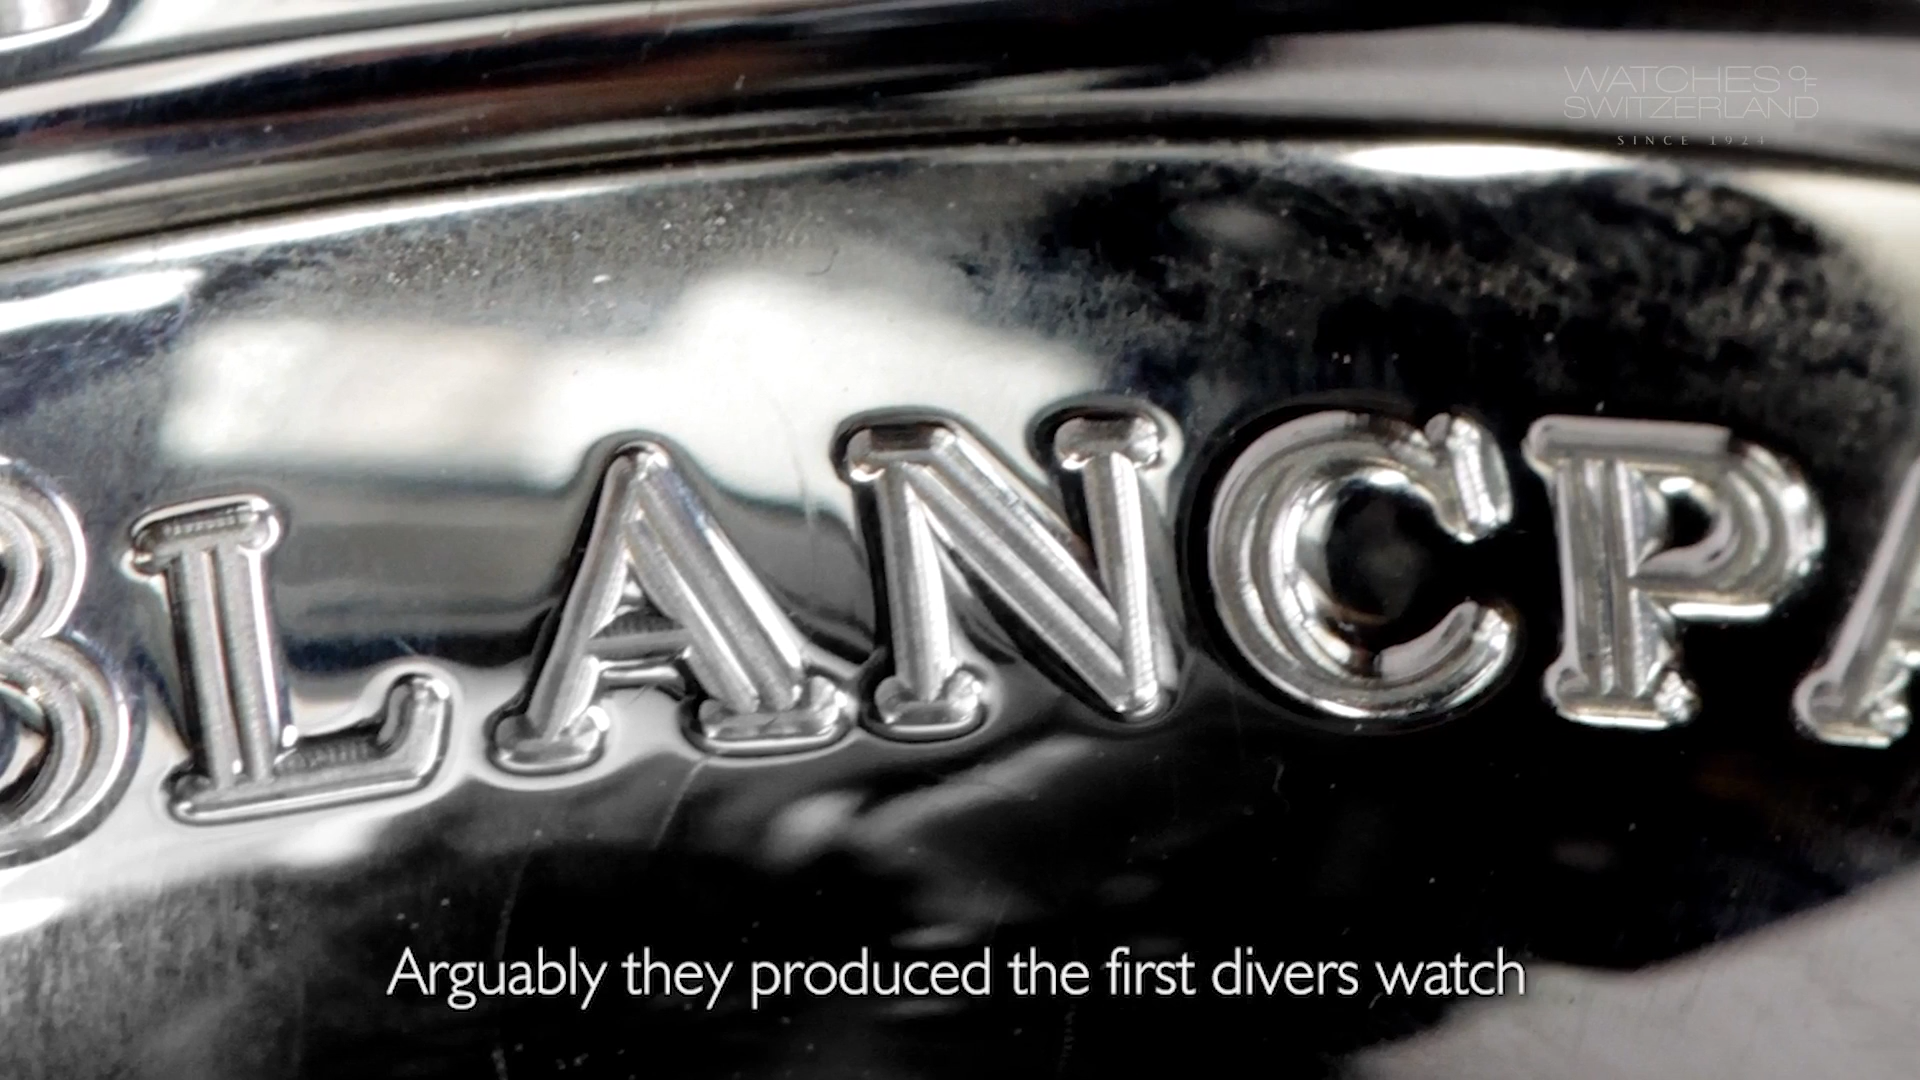 WATCHES OF
SWITZERLAND
SINCE 1924
BLANCPA
Arguably they produced the first divers watch